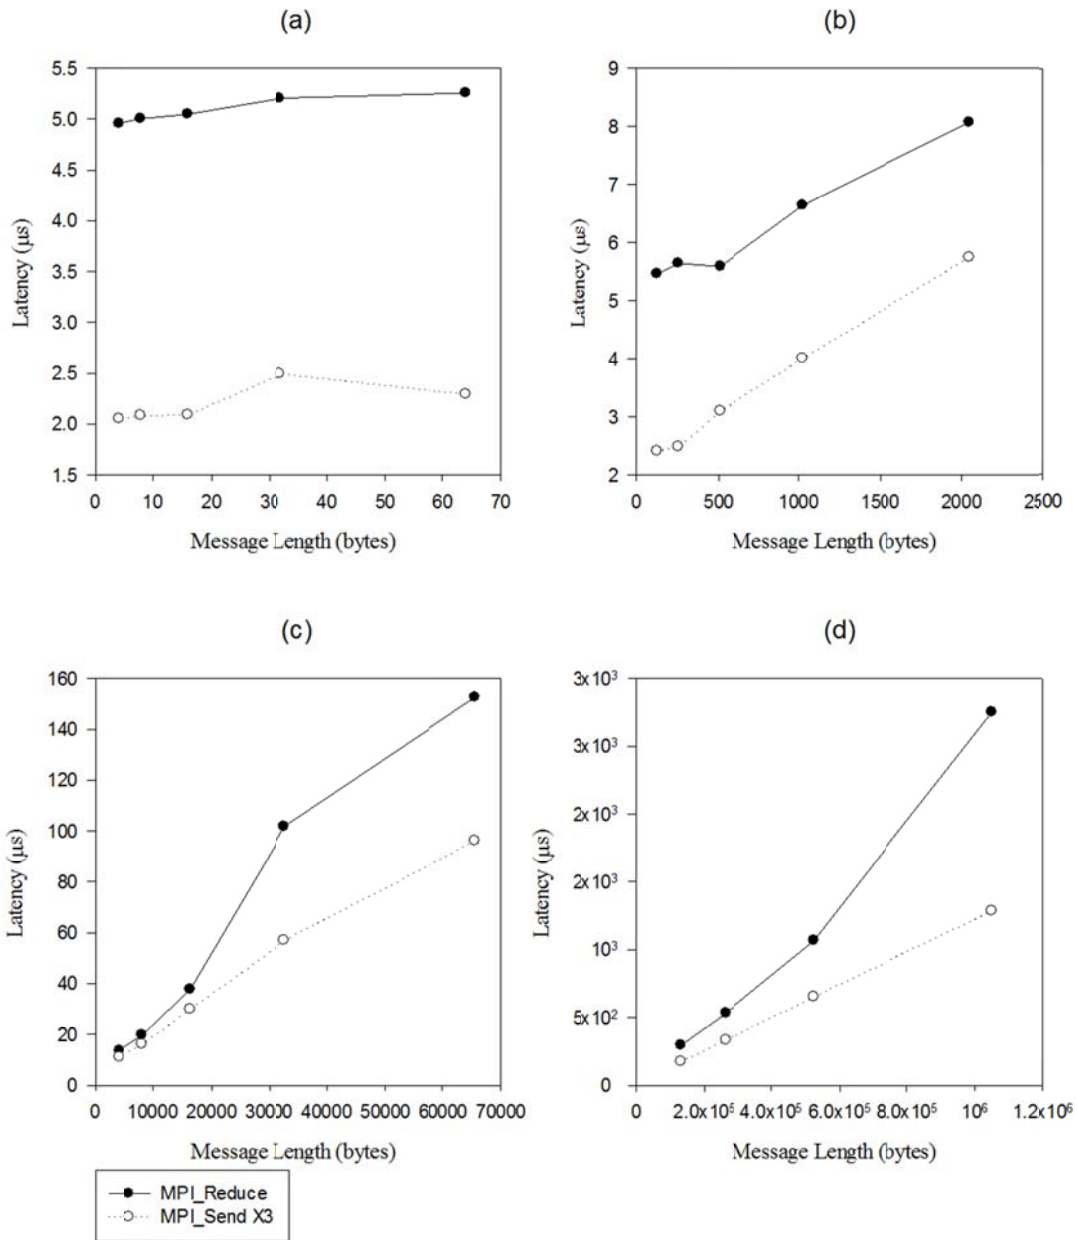 (a)
5.5
5.0
4.5
4.0
3.5
3.0
2.5
2.0
1.5
Latency (μs)
0 10 20 30 40 50 60 70
Message Length (bytes)
(b)
9
8
7
6
5
4
3
2
Latency (μs)
0 500 1000 1500 2000 2500
Message Length (bytes)
(c)
160
140
120
100
80
60
40
20
0
Latency (μs)
0 10000 20000 30000 40000 50000 60000 70000
Message Length (bytes)
(d)
3x10³
3x10³
2x10³
2x10³
10³
5x10²
0
Latency (μs)
0 2.0x10⁵ 4.0x10⁵ 6.0x10⁵ 8.0x10⁵ 10⁶ 1.2x10⁶
Message Length (bytes)
MPI_Reduce
MPI_Send X3